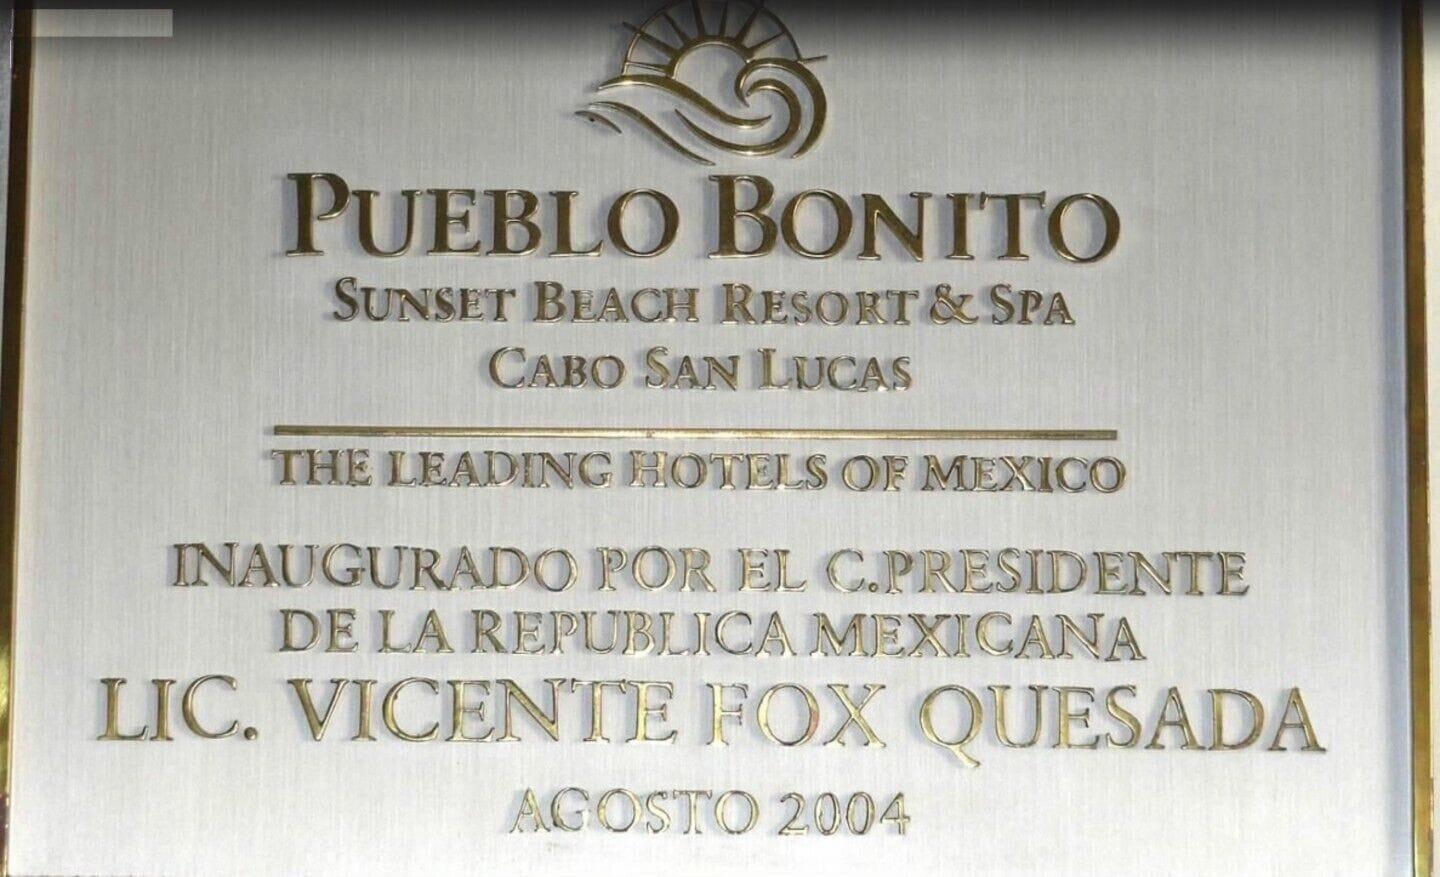 PUEBLO BONITO
SUNSET BEACH RESORT & SPA
CABO SAN LUCAS
THE LEADING HOTELS OF MEXICO
INAUGURADO POR EL C.PRESIDENTE
DE LA REPUBLICA MEXICANA
LIC. VICENTE FOX QUESADA
AGOSTO 2004